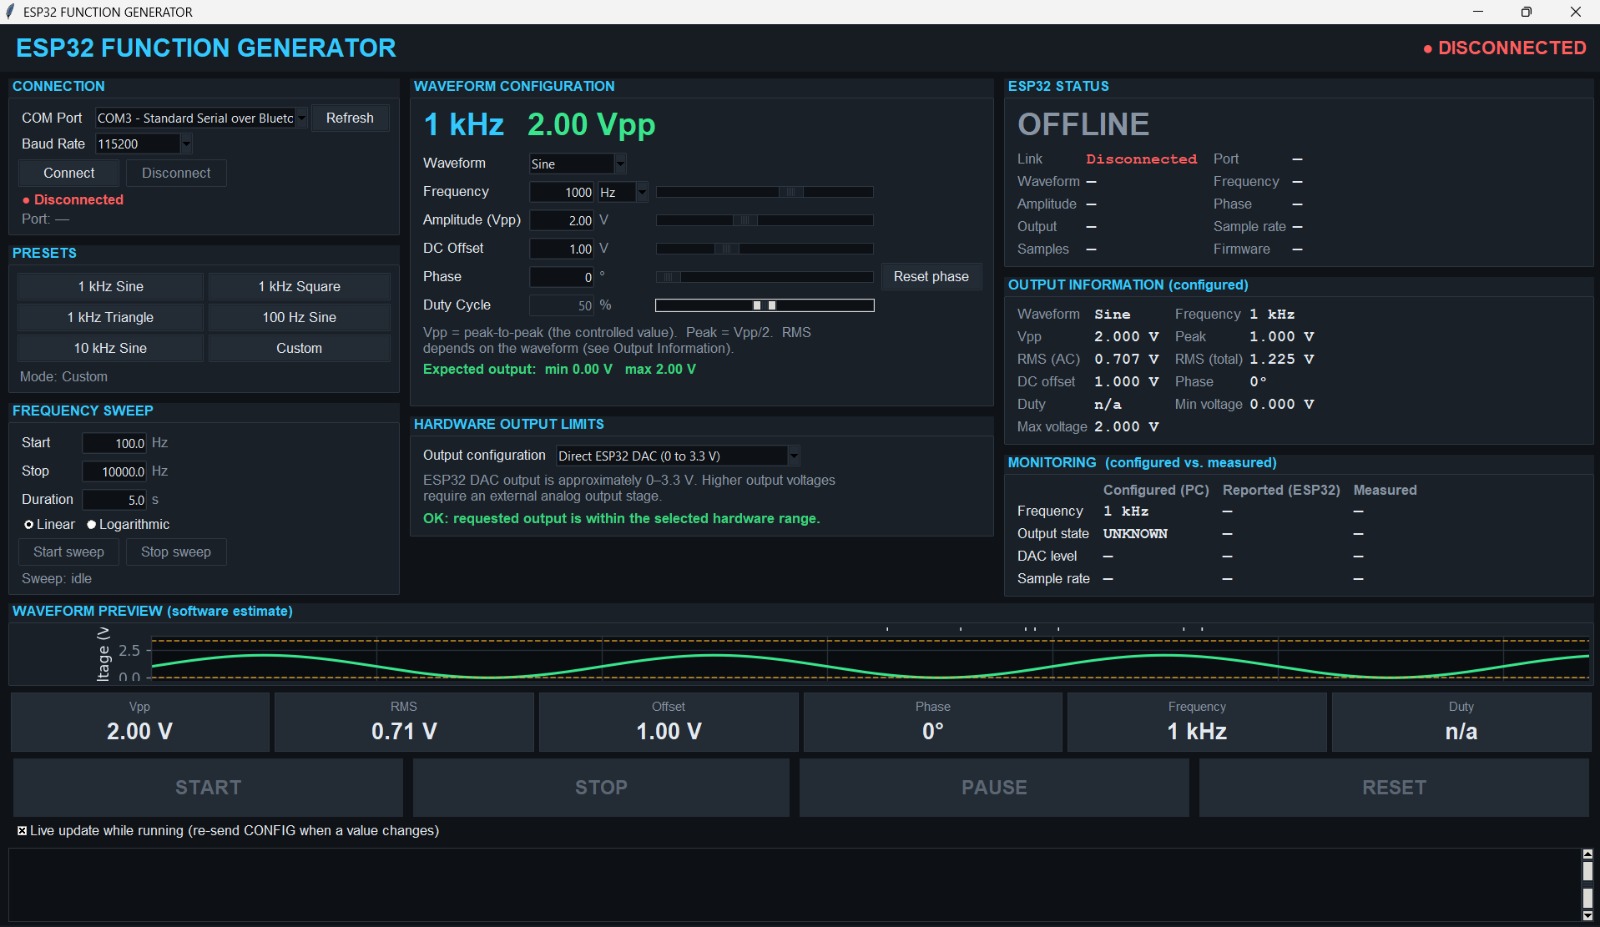 ESP32 FUNCTION GENERATOR
ESP32 FUNCTION GENERATOR
● DISCONNECTED
CONNECTION
COM Port COM3 - Standard Serial over Blueto Refresh
Baud Rate 115200
Connect Disconnect
● Disconnected
Port: —
PRESETS
1 kHz Sine 1 kHz Square
1 kHz Triangle 100 Hz Sine
10 kHz Sine Custom
Mode: Custom
FREQUENCY SWEEP
Start 100.0 Hz
Stop 10000.0 Hz
Duration 5.0 s
Linear Logarithmic
Start sweep Stop sweep
Sweep: idle
WAVEFORM CONFIGURATION
1 kHz 2.00 Vpp
Waveform Sine
Frequency 1000 Hz
Amplitude (Vpp) 2.00 V
DC Offset 1.00 V
Phase 0 ° Reset phase
Duty Cycle 50 %
Vpp = peak-to-peak (the controlled value). Peak = Vpp/2. RMS
depends on the waveform (see Output Information).
Expected output: min 0.00 V max 2.00 V
HARDWARE OUTPUT LIMITS
Output configuration Direct ESP32 DAC (0 to 3.3 V)
ESP32 DAC output is approximately 0–3.3 V. Higher output voltages
require an external analog output stage.
OK: requested output is within the selected hardware range.
ESP32 STATUS
OFFLINE
Link Disconnected Port —
Waveform — Frequency —
Amplitude — Phase —
Output — Sample rate —
Samples — Firmware —
OUTPUT INFORMATION (configured)
Waveform Sine Frequency 1 kHz
Vpp 2.000 V Peak 1.000 V
RMS (AC) 0.707 V RMS (total) 1.225 V
DC offset 1.000 V Phase 0°
Duty n/a Min voltage 0.000 V
Max voltage 2.000 V
MONITORING (configured vs. measured)
Configured (PC) Reported (ESP32) Measured
Frequency 1 kHz — —
Output state UNKNOWN — —
DAC level — — —
Sample rate — — —
WAVEFORM PREVIEW (software estimate)
ltage (V
2.5
0.0
Vpp RMS Offset Phase Frequency Duty
2.00 V 0.71 V 1.00 V 0° 1 kHz n/a
START STOP PAUSE RESET
Live update while running (re-send CONFIG when a value changes)